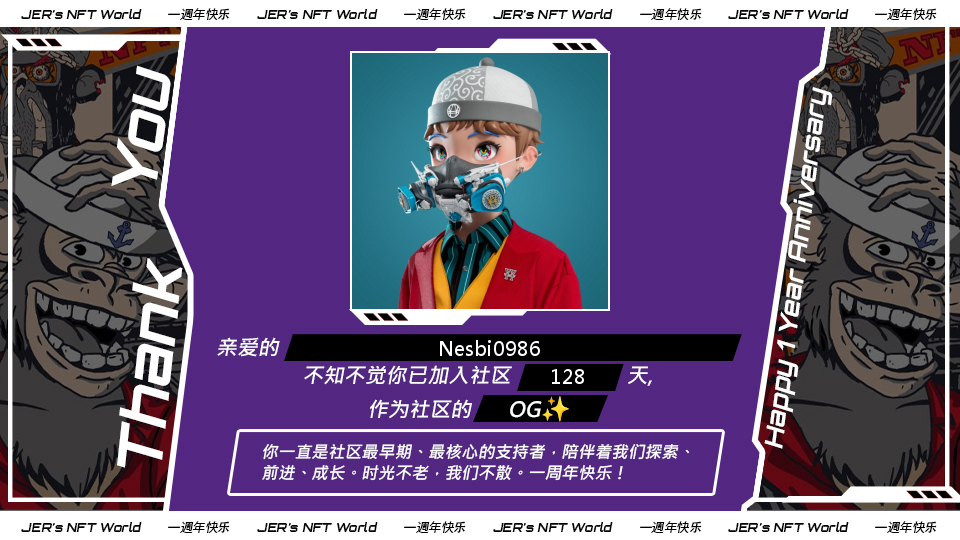 JER's NFT World 一週年快乐 JER's NFT World 一週年快乐 JER's NFT World 一週年快乐 JER's NFT World 一週年快乐
Thank You
Happy 1 Year Anniversary
亲爱的 Nesbi0986
不知不觉你已加入社区 128 天,
作为社区的 OG✨
你一直是社区最早期、最核心的支持者，陪伴着我们探索、
前进、成长。时光不老，我们不散。一周年快乐！
JER's NFT World 一週年快乐 JER's NFT World 一週年快乐 JER's NFT World 一週年快乐 JER's NFT World 一週年快乐